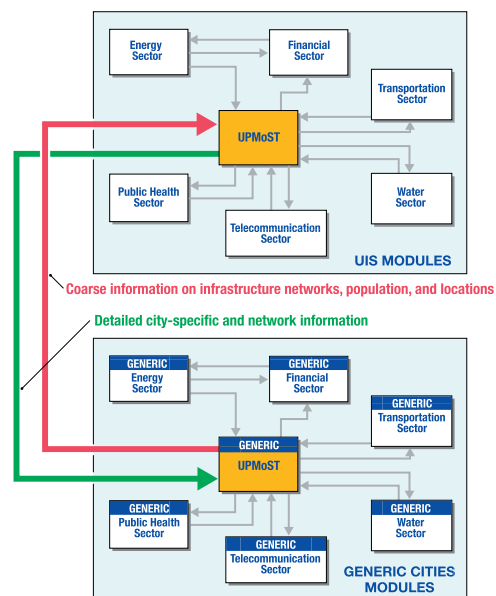 Energy
Sector
Financial
Sector
Transportation
Sector
UPMoST
Public Health
Sector
Water
Sector
Telecommunication
Sector
UIS MODULES
Coarse information on infrastructure networks, population, and locations
Detailed city-specific and network information
GENERIC
Energy
Sector
GENERIC
Financial
Sector
GENERIC
Transportation
Sector
GENERIC
UPMoST
GENERIC
Public Health
Sector
GENERIC
Water
Sector
GENERIC
Telecommunication
Sector
GENERIC CITIES
MODULES